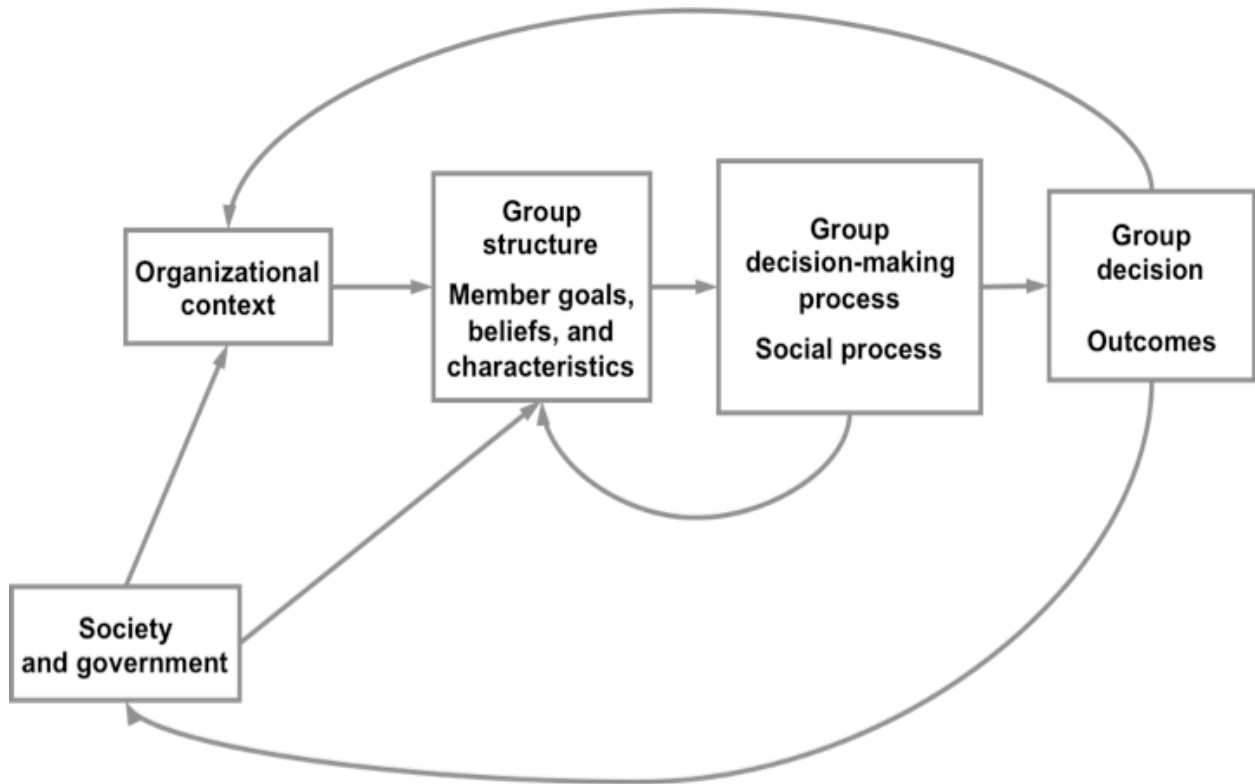 Organizational
context
Group
structure
Member goals,
beliefs, and
characteristics
Group
decision-making
process
Social process
Group
decision
Outcomes
Society
and government